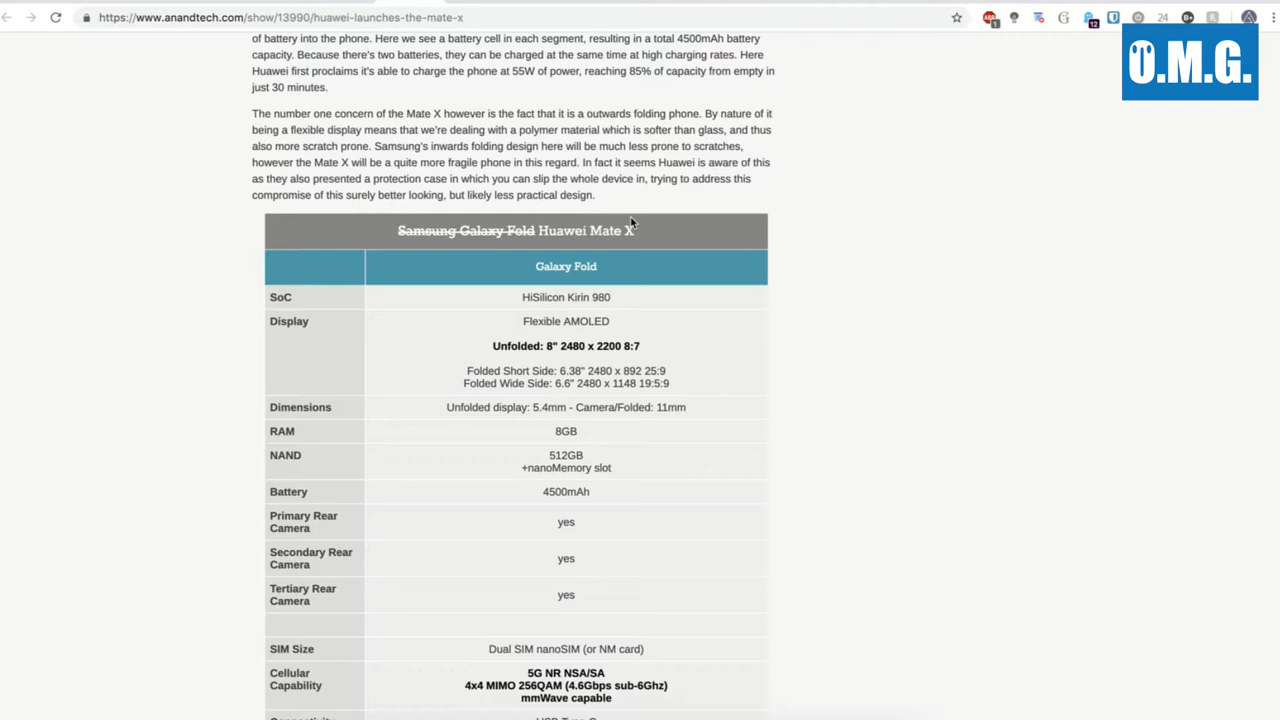 https://www.anandtech.com/show/13990/huawei-launches-the-mate-x
1
12
24
O.M.G.
of battery into the phone. Here we see a battery cell in each segment, resulting in a total 4500mAh battery
capacity. Because there's two batteries, they can be charged at the same time at high charging rates. Here
Huawei first proclaims it's able to charge the phone at 55W of power, reaching 85% of capacity from empty in
just 30 minutes.
The number one concern of the Mate X however is the fact that it is a outwards folding phone. By nature of it
being a flexible display means that we're dealing with a polymer material which is softer than glass, and thus
also more scratch prone. Samsung's inwards folding design here will be much less prone to scratches,
however the Mate X will be a quite more fragile phone in this regard. In fact it seems Huawei is aware of this
as they also presented a protection case in which you can slip the whole device in, trying to address this
compromise of this surely better looking, but likely less practical design.
Samsung Galaxy Fold Huawei Mate X
Galaxy Fold
SoC HiSilicon Kirin 980
Display Flexible AMOLED
Unfolded: 8" 2480 x 2200 8:7
Folded Short Side: 6.38" 2480 x 892 25:9
Folded Wide Side: 6.6" 2480 x 1148 19:5:9
Dimensions Unfolded display: 5.4mm - Camera/Folded: 11mm
RAM 8GB
NAND 512GB
+nanoMemory slot
Battery 4500mAh
Primary Rear
Camera yes
Secondary Rear
Camera yes
Tertiary Rear
Camera yes
SIM Size Dual SIM nanoSIM (or NM card)
Cellular
Capability 5G NR NSA/SA
4x4 MIMO 256QAM (4.6Gbps sub-6Ghz)
mmWave capable